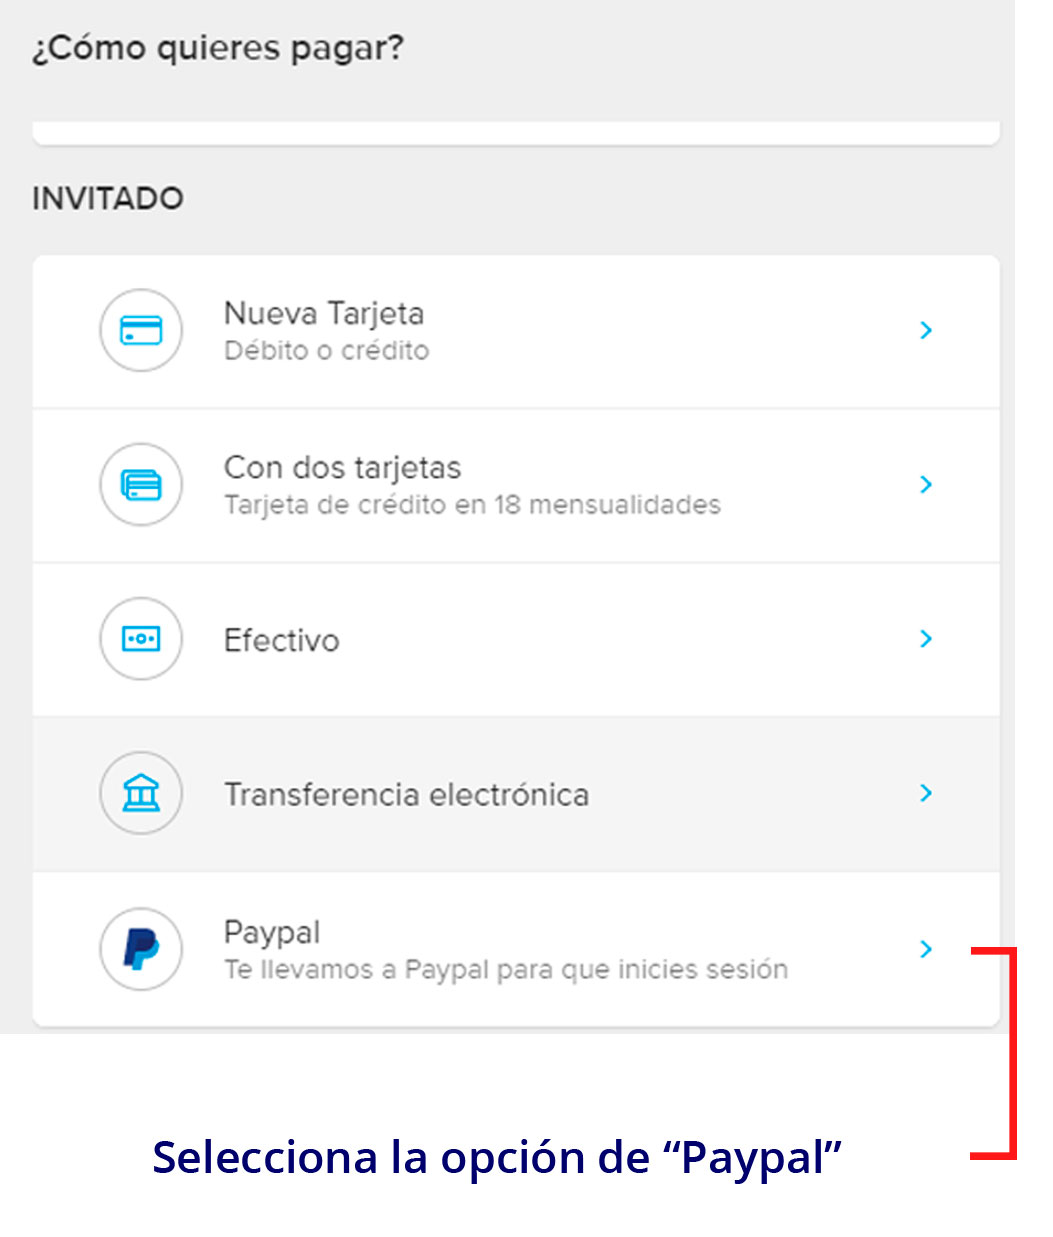 ¿Cómo quieres pagar?
INVITADO
Nueva Tarjeta
Débito o crédito
Con dos tarjetas
Tarjeta de crédito en 18 mensualidades
Efectivo
Transferencia electrónica
Paypal
Te llevamos a Paypal para que inicies sesión
Selecciona la opción de “Paypal”